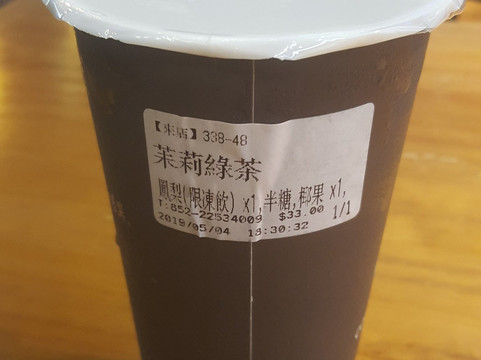 【來店】338-48
茉莉綠茶
鳳梨(限凍飲) x1,半糖,椰果 x1,
T:852-22534009 $33.00 1/1
2019/05/04 18:30:32